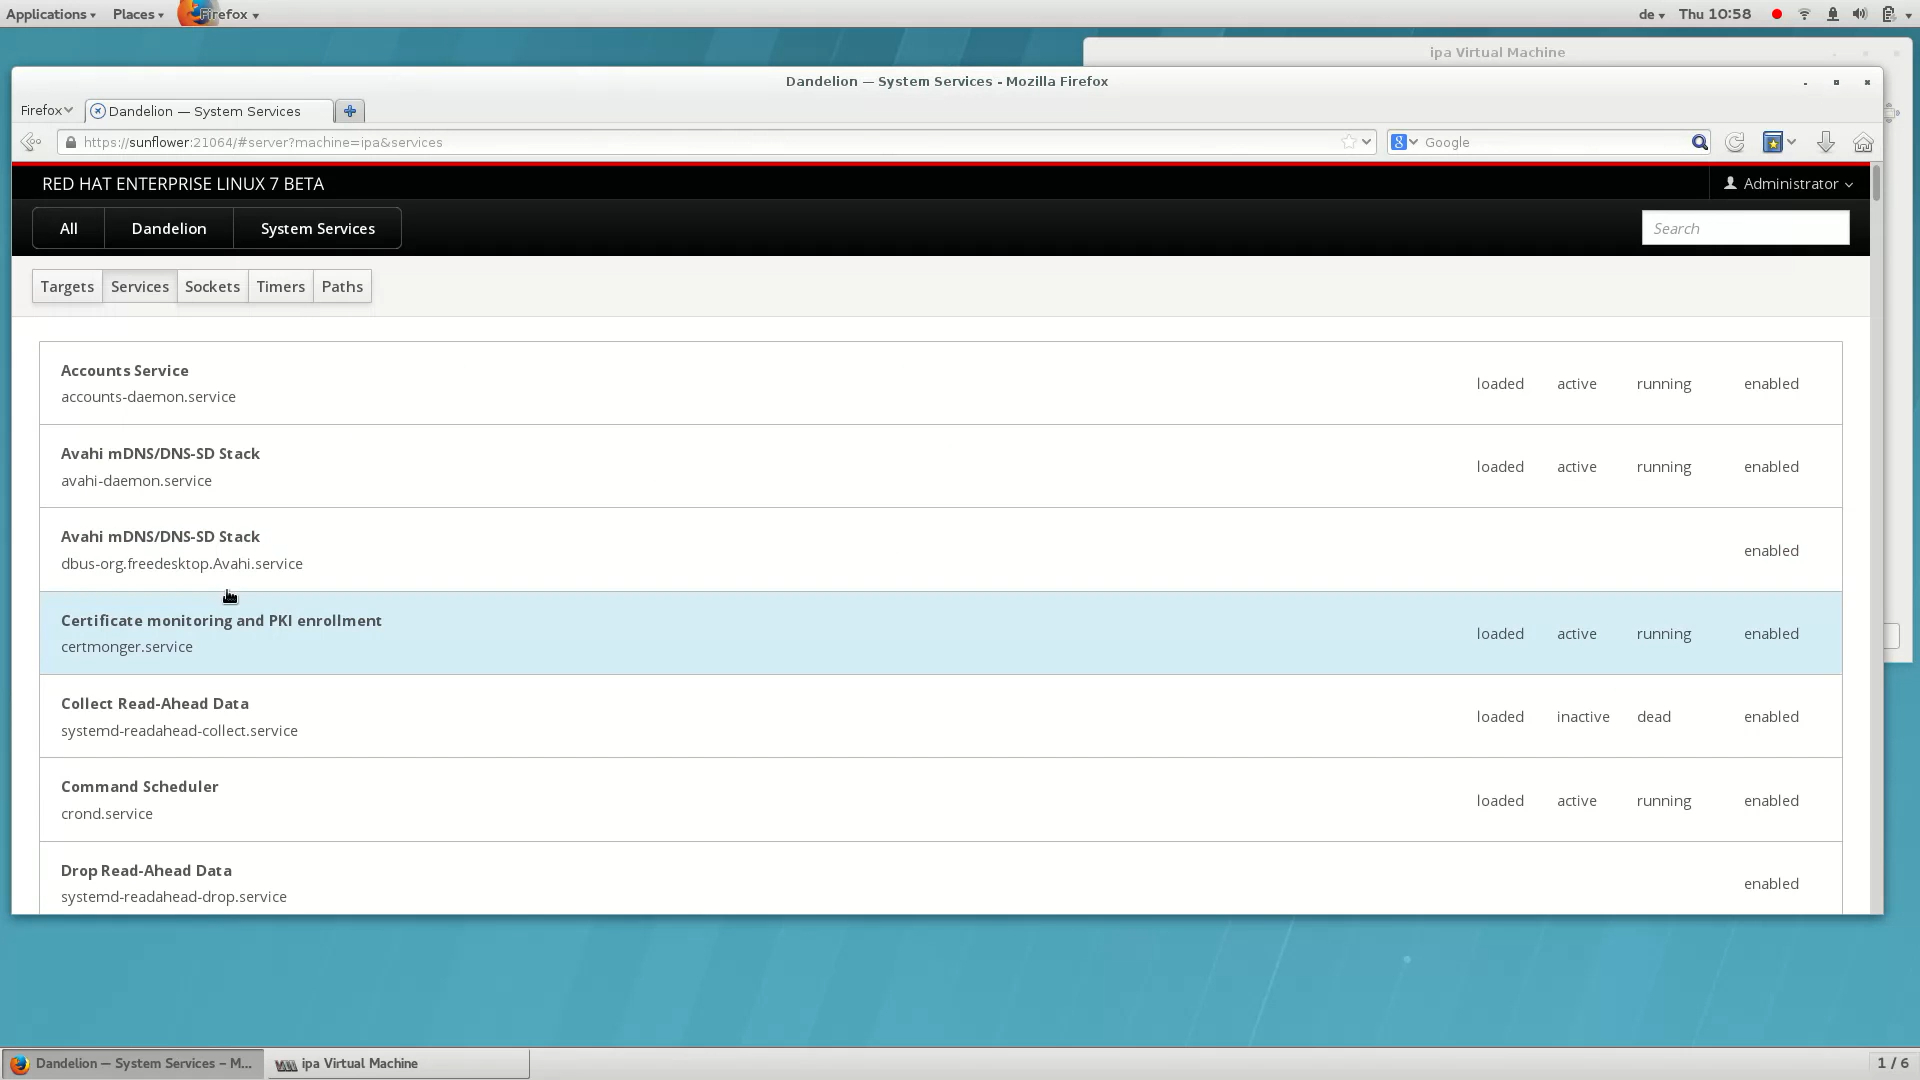 Applications Places Firefox de Thu 10:58
ipa Virtual Machine
Dandelion — System Services - Mozilla Firefox
Firefox Dandelion — System Services
https://sunflower:21064/#server?machine=ipa&services 8 Google
RED HAT ENTERPRISE LINUX 7 BETA Administrator
All Dandelion System Services Search
Targets Services Sockets Timers Paths
Accounts Service
accounts-daemon.service loaded active running enabled
Avahi mDNS/DNS-SD Stack
avahi-daemon.service loaded active running enabled
Avahi mDNS/DNS-SD Stack
dbus-org.freedesktop.Avahi.service enabled
Certificate monitoring and PKI enrollment
certmonger.service loaded active running enabled
Collect Read-Ahead Data
systemd-readahead-collect.service loaded inactive dead enabled
Command Scheduler
crond.service loaded active running enabled
Drop Read-Ahead Data
systemd-readahead-drop.service enabled
Dandelion — System Services – M... ipa Virtual Machine 1 / 6